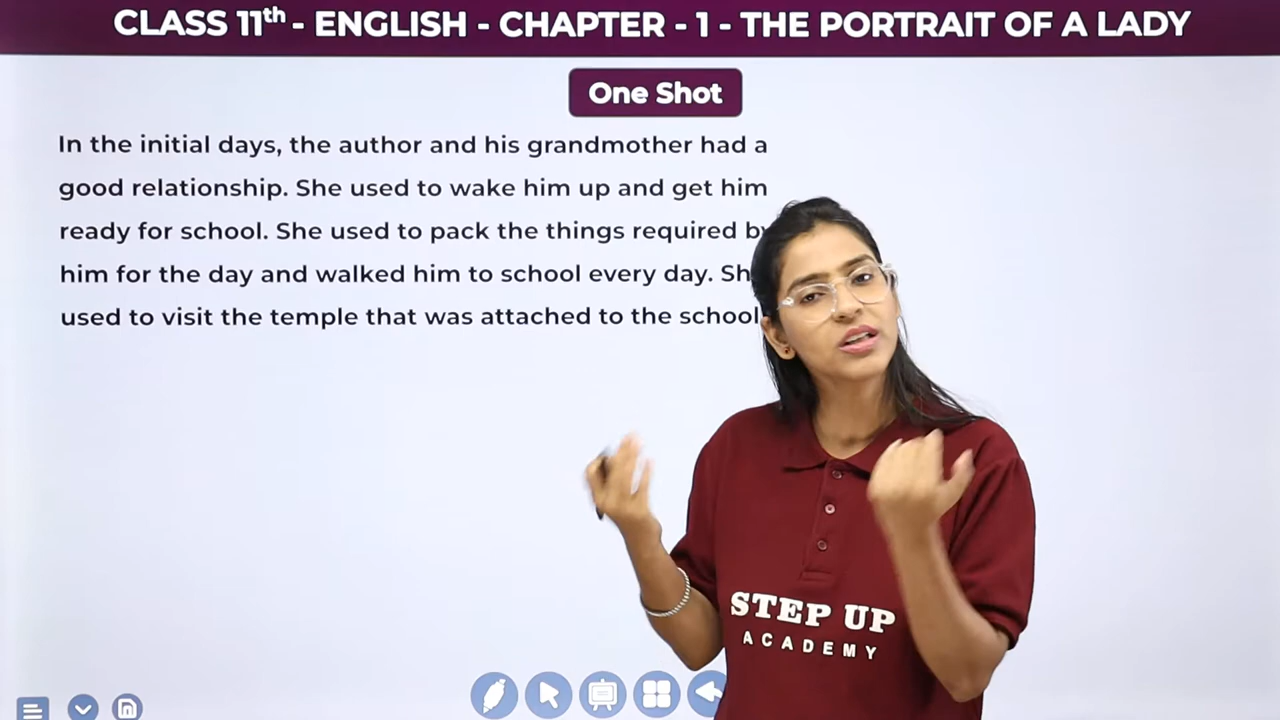 CLASS 11th - ENGLISH - CHAPTER - 1 - THE PORTRAIT OF A LADY
One Shot
In the initial days, the author and his grandmother had a
good relationship. She used to wake him up and get him
ready for school. She used to pack the things required by
him for the day and walked him to school every day. Sh
used to visit the temple that was attached to the school
STEP UP
ACADEMY